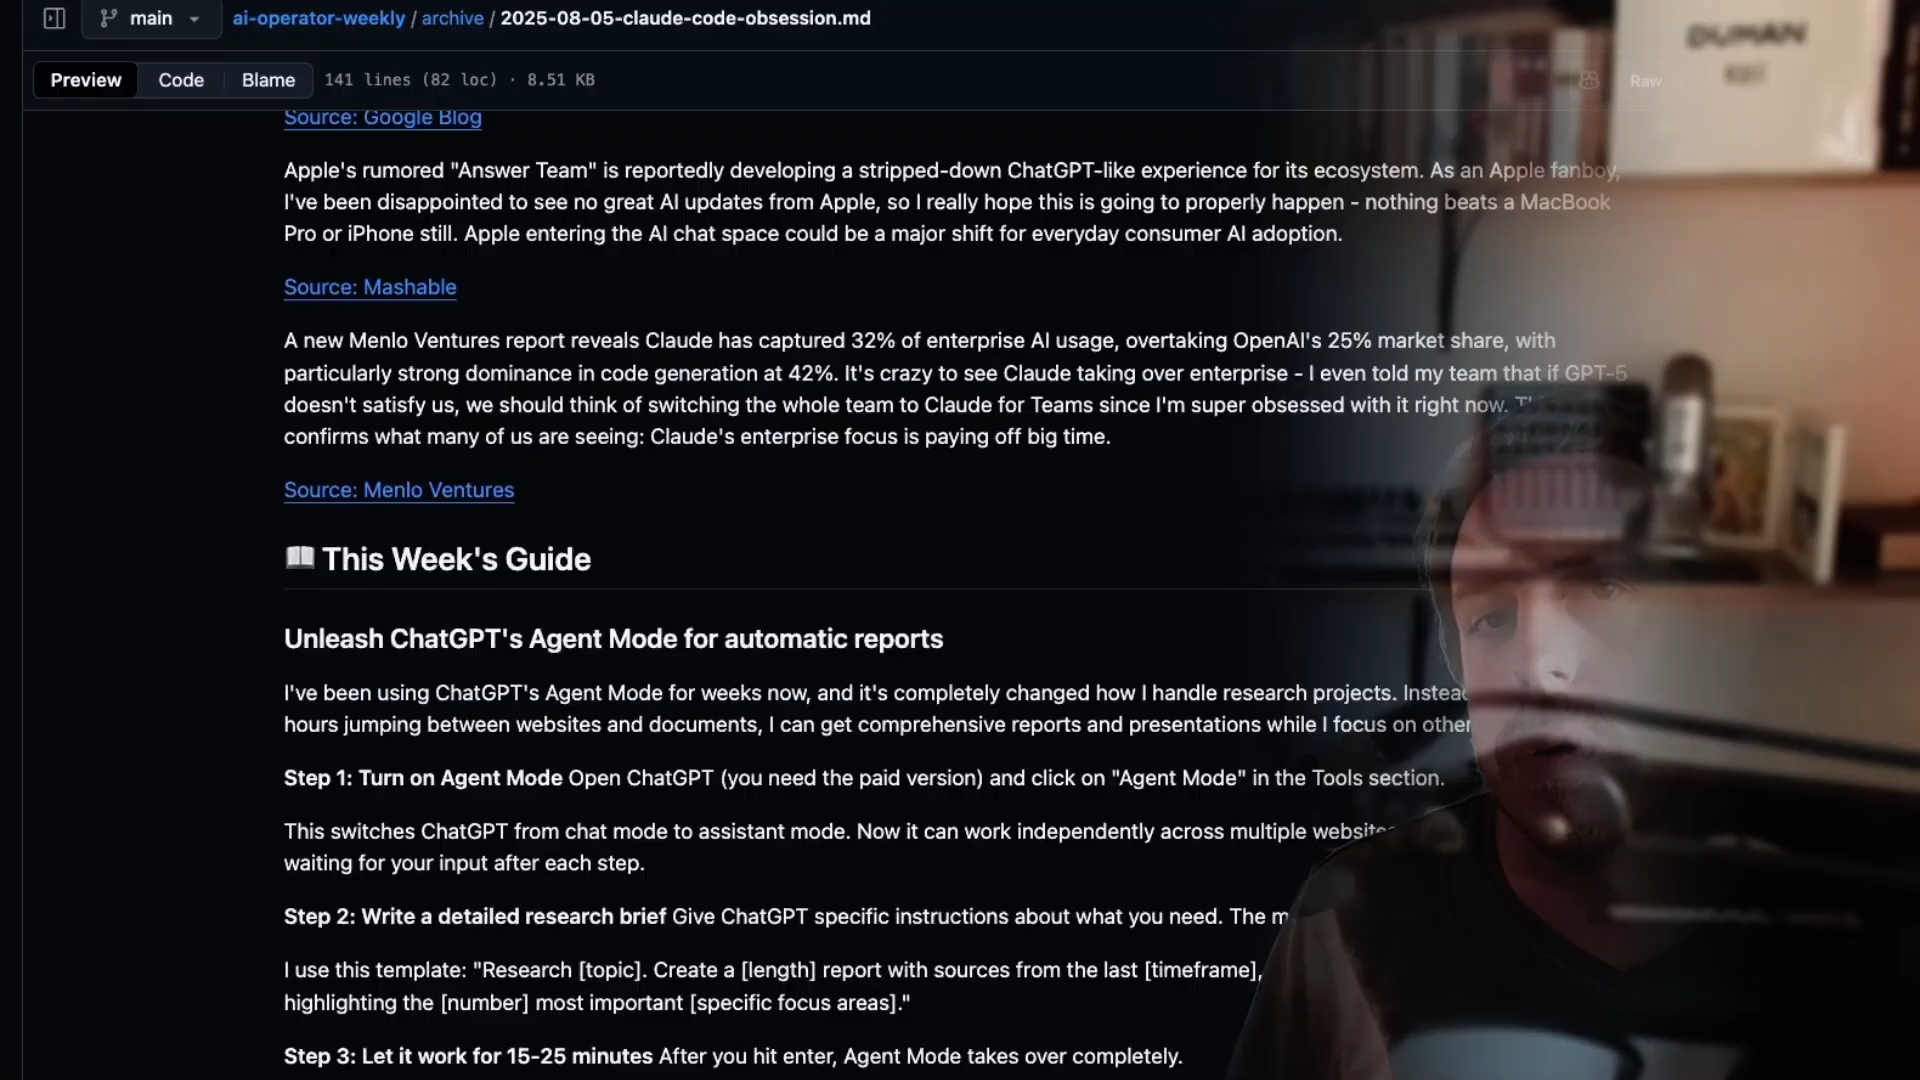 main
ai-operator-weekly / archive / 2025-08-05-claude-code-obsession.md
Preview Code Blame 141 lines (82 loc) · 8.51 KB Raw
Source: Google Blog
Apple's rumored "Answer Team" is reportedly developing a stripped-down ChatGPT-like experience for its ecosystem. As an Apple fanboy,
I've been disappointed to see no great AI updates from Apple, so I really hope this is going to properly happen - nothing beats a MacBook
Pro or iPhone still. Apple entering the AI chat space could be a major shift for everyday consumer AI adoption.
Source: Mashable
A new Menlo Ventures report reveals Claude has captured 32% of enterprise AI usage, overtaking OpenAI's 25% market share, with
particularly strong dominance in code generation at 42%. It's crazy to see Claude taking over enterprise - I even told my team that if GPT-5
doesn't satisfy us, we should think of switching the whole team to Claude for Teams since I'm super obsessed with it right now.
confirms what many of us are seeing: Claude's enterprise focus is paying off big time.
Source: Menlo Ventures
📖 This Week's Guide
Unleash ChatGPT's Agent Mode for automatic reports
I've been using ChatGPT's Agent Mode for weeks now, and it's completely changed how I handle research projects. Instead
hours jumping between websites and documents, I can get comprehensive reports and presentations while I focus on other
Step 1: Turn on Agent Mode Open ChatGPT (you need the paid version) and click on "Agent Mode" in the Tools section.
This switches ChatGPT from chat mode to assistant mode. Now it can work independently across multiple websites
waiting for your input after each step.
Step 2: Write a detailed research brief Give ChatGPT specific instructions about what you need. The m
I use this template: "Research [topic]. Create a [length] report with sources from the last [timeframe],
highlighting the [number] most important [specific focus areas]."
Step 3: Let it work for 15-25 minutes After you hit enter, Agent Mode takes over completely.
DUMAN